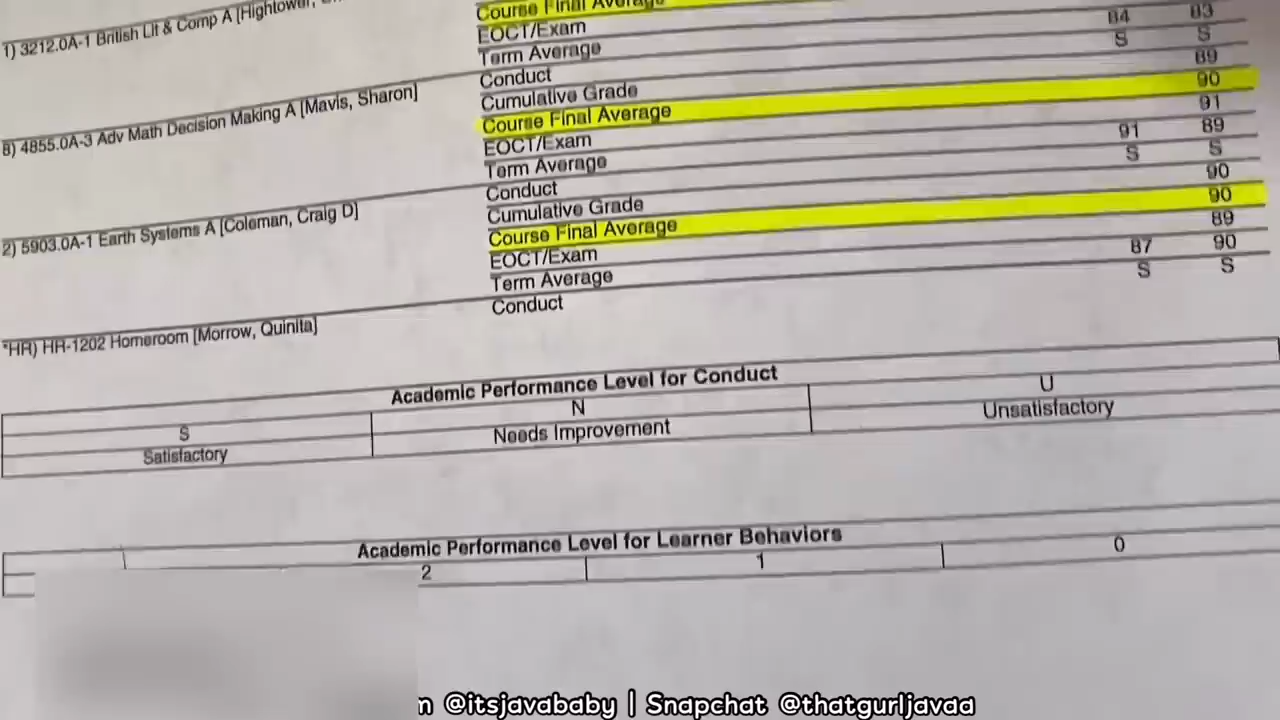 Course Final Average
1) 3212.0A-1 British Lit & Comp A [Hightower,
EOCT/Exam
Term Average 84 83
Conduct S S
8) 4855.0A-3 Adv Math Decision Making A [Mavis, Sharon]
Cumulative Grade 89
Course Final Average 90
EOCT/Exam 91
Term Average 91 89
Conduct S S
2) 5903.0A-1 Earth Systems A [Coleman, Craig D]
Cumulative Grade 90
Course Final Average 90
EOCT/Exam 89
Term Average 87 90
Conduct S S
*HR) HR-1202 Homeroom [Morrow, Quinita]
Academic Performance Level for Conduct
S N U
Satisfactory Needs Improvement Unsatisfactory
Academic Performance Level for Learner Behaviors
2 1 0
@itsjavababy | Snapchat @thatgurljavaa